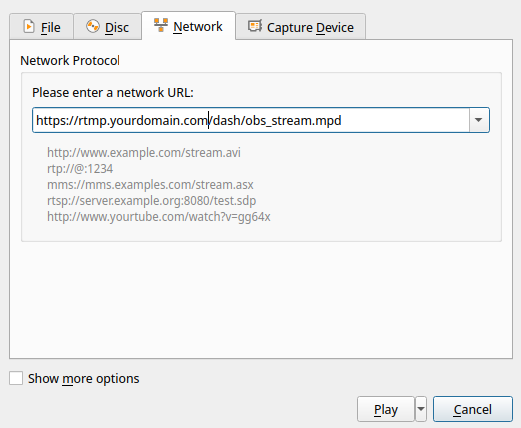 File
Disc
Network
Capture Device
Network Protocol
Please enter a network URL:
https://rtmp.yourdomain.com/dash/obs_stream.mpd
http://www.example.com/stream.avi
rtp://@:1234
mms://mms.examples.com/stream.asx
rtsp://server.example.org:8080/test.sdp
http://www.yourtube.com/watch?v=gg64x
Show more options
Play
Cancel